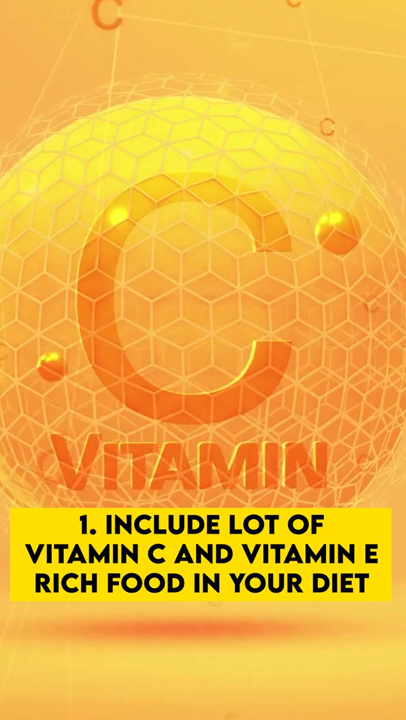 C
C
C
C
VITAMIN
1. INCLUDE LOT OF
VITAMIN C AND VITAMIN E
RICH FOOD IN YOUR DIET